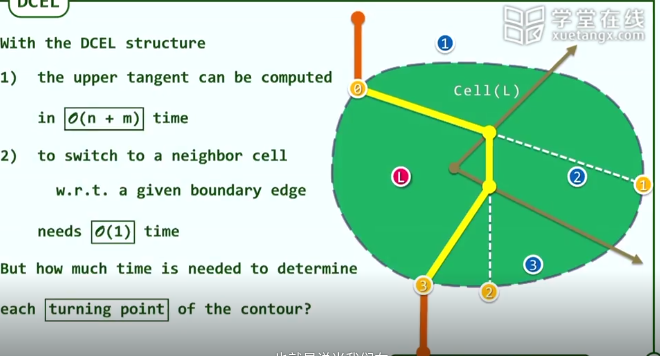 DCEL
学堂在线
xuetangx.com
With the DCEL structure
1) the upper tangent can be computed
in O(n + m) time
2) to switch to a neighbor cell
w.r.t. a given boundary edge
needs O(1) time
But how much time is needed to determine
each turning point of the contour?
1
0
Cell(L)
L
2
1
3
3
2